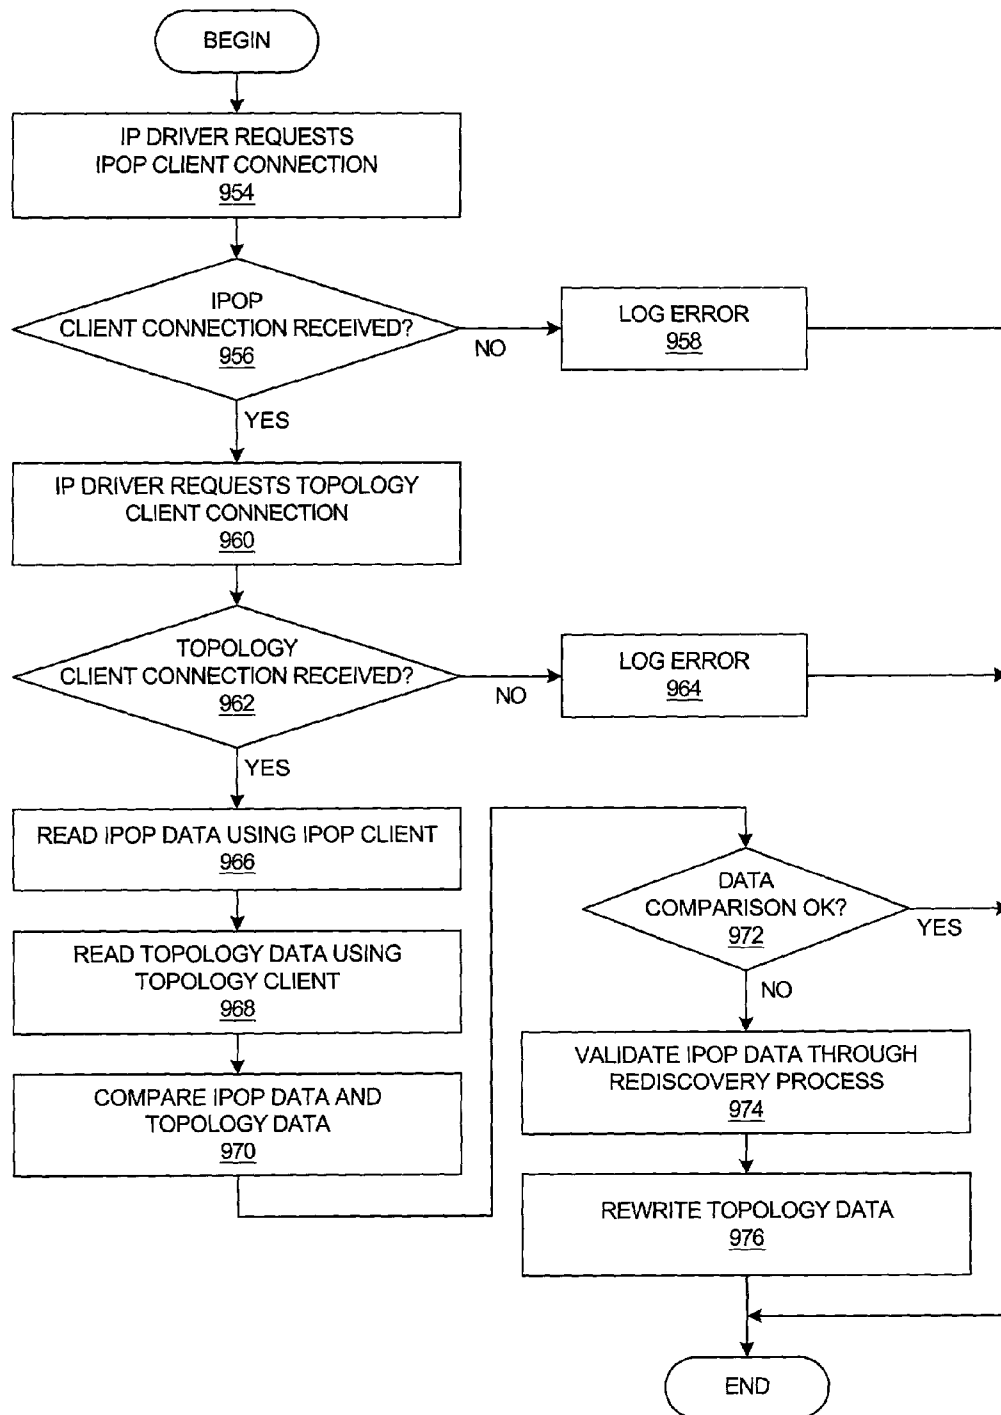 BEGIN
IP DRIVER REQUESTS
IPOP CLIENT CONNECTION
954
IPOP
CLIENT CONNECTION RECEIVED?
956
NO
LOG ERROR
958
YES
IP DRIVER REQUESTS TOPOLOGY
CLIENT CONNECTION
960
TOPOLOGY
CLIENT CONNECTION RECEIVED?
962
NO
LOG ERROR
964
YES
READ IPOP DATA USING IPOP CLIENT
966
READ TOPOLOGY DATA USING
TOPOLOGY CLIENT
968
COMPARE IPOP DATA AND
TOPOLOGY DATA
970
DATA
COMPARISON OK?
972
YES
NO
VALIDATE IPOP DATA THROUGH
REDISCOVERY PROCESS
974
REWRITE TOPOLOGY DATA
976
END